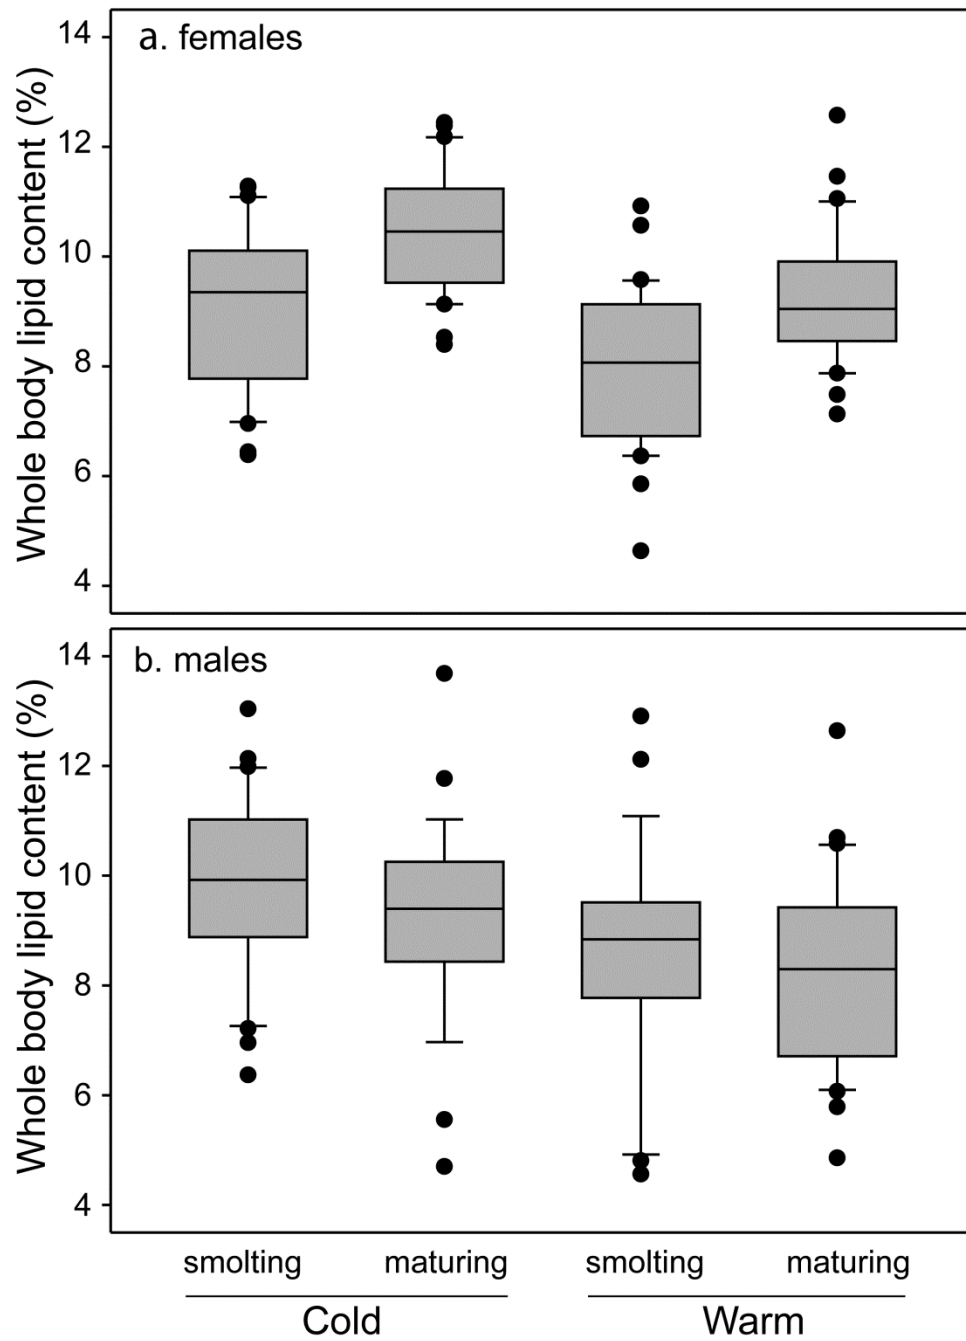 a. females
Whole body lipid content (%)
14
12
10
8
6
4
b. males
Whole body lipid content (%)
14
12
10
8
6
4
smolting maturing smolting maturing
Cold Warm